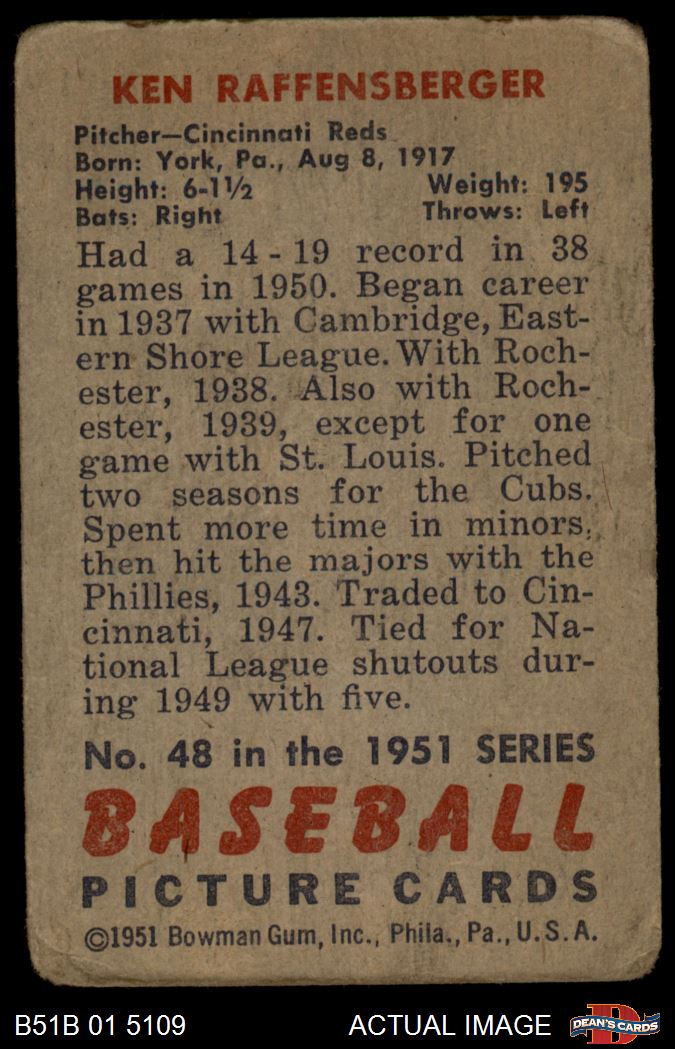 KEN RAFFENSBERGER
Pitcher—Cincinnati Reds
Born: York, Pa., Aug 8, 1917
Height: 6-1½ Weight: 195
Bats: Right Throws: Left
Had a 14 - 19 record in 38
games in 1950. Began career
in 1937 with Cambridge, East-
ern Shore League. With Roch-
ester, 1938. Also with Roch-
ester, 1939, except for one
game with St. Louis. Pitched
two seasons for the Cubs.
Spent more time in minors,
then hit the majors with the
Phillies, 1943. Traded to Cin-
cinnati, 1947. Tied for Na-
tional League shutouts dur-
ing 1949 with five.
No. 48 in the 1951 SERIES
BASEBALL
PICTURE CARDS
©1951 Bowman Gum, Inc., Phila., Pa., U.S.A.
B51B 01 5109 ACTUAL IMAGE D DEAN'S CARDS